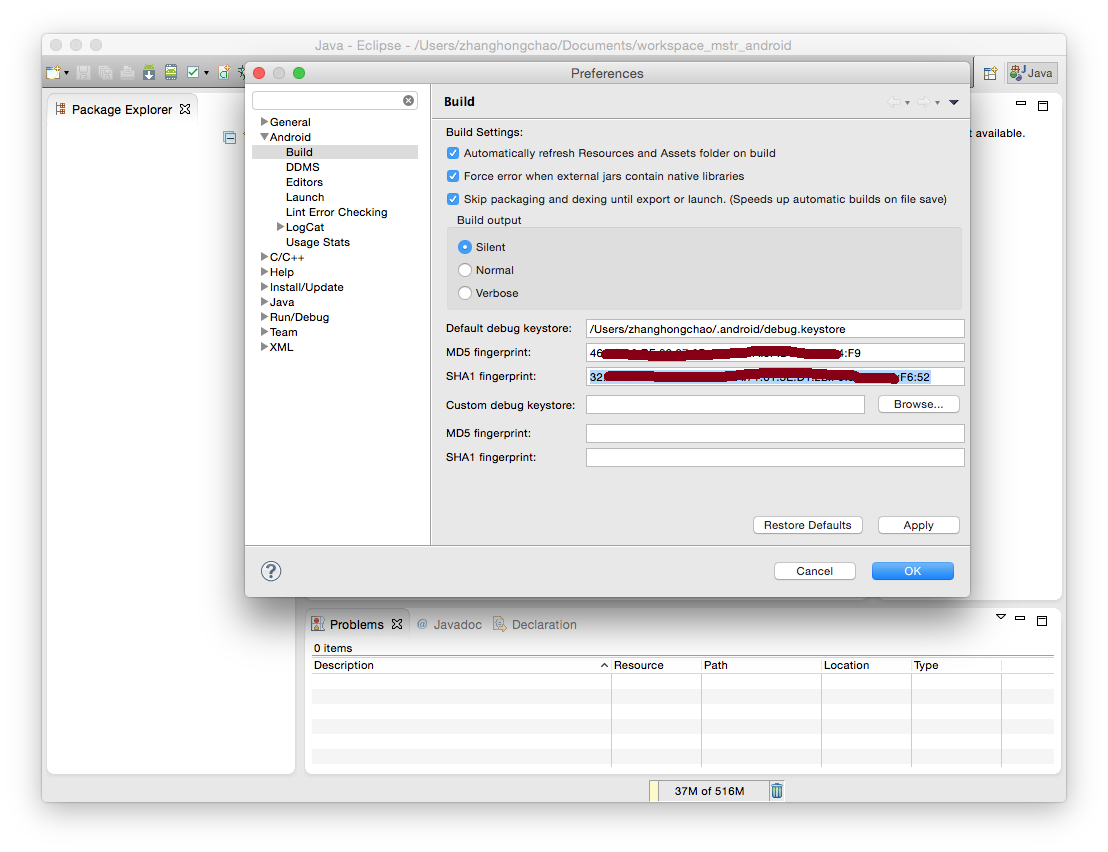 Java - Eclipse - /Users/zhanghongchao/Documents/workspace_mstr_android
Java
Package Explorer
t available.
Preferences
General
Android
Build
DDMS
Editors
Launch
Lint Error Checking
LogCat
Usage Stats
C/C++
Help
Install/Update
Java
Run/Debug
Team
XML
Build
Build Settings:
Automatically refresh Resources and Assets folder on build
Force error when external jars contain native libraries
Skip packaging and dexing until export or launch. (Speeds up automatic builds on file save)
Build output
Silent
Normal
Verbose
Default debug keystore: /Users/zhanghongchao/.android/debug.keystore
MD5 fingerprint: 46 :F9
SHA1 fingerprint: 32 F6:52
Custom debug keystore: Browse...
MD5 fingerprint:
SHA1 fingerprint:
Restore Defaults Apply
? Cancel OK
Problems @ Javadoc Declaration
0 items
Description Resource Path Location Type
37M of 516M